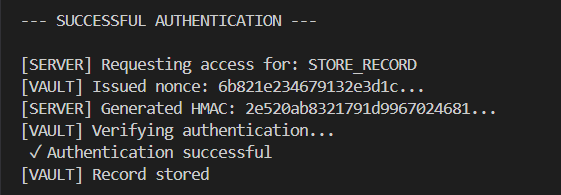 --- SUCCESSFUL AUTHENTICATION ---
[SERVER] Requesting access for: STORE_RECORD
[VAULT] Issued nonce: 6b821e234679132e3d1c...
[SERVER] Generated HMAC: 2e520ab8321791d9967024681...
[VAULT] Verifying authentication...
✓ Authentication successful
[VAULT] Record stored